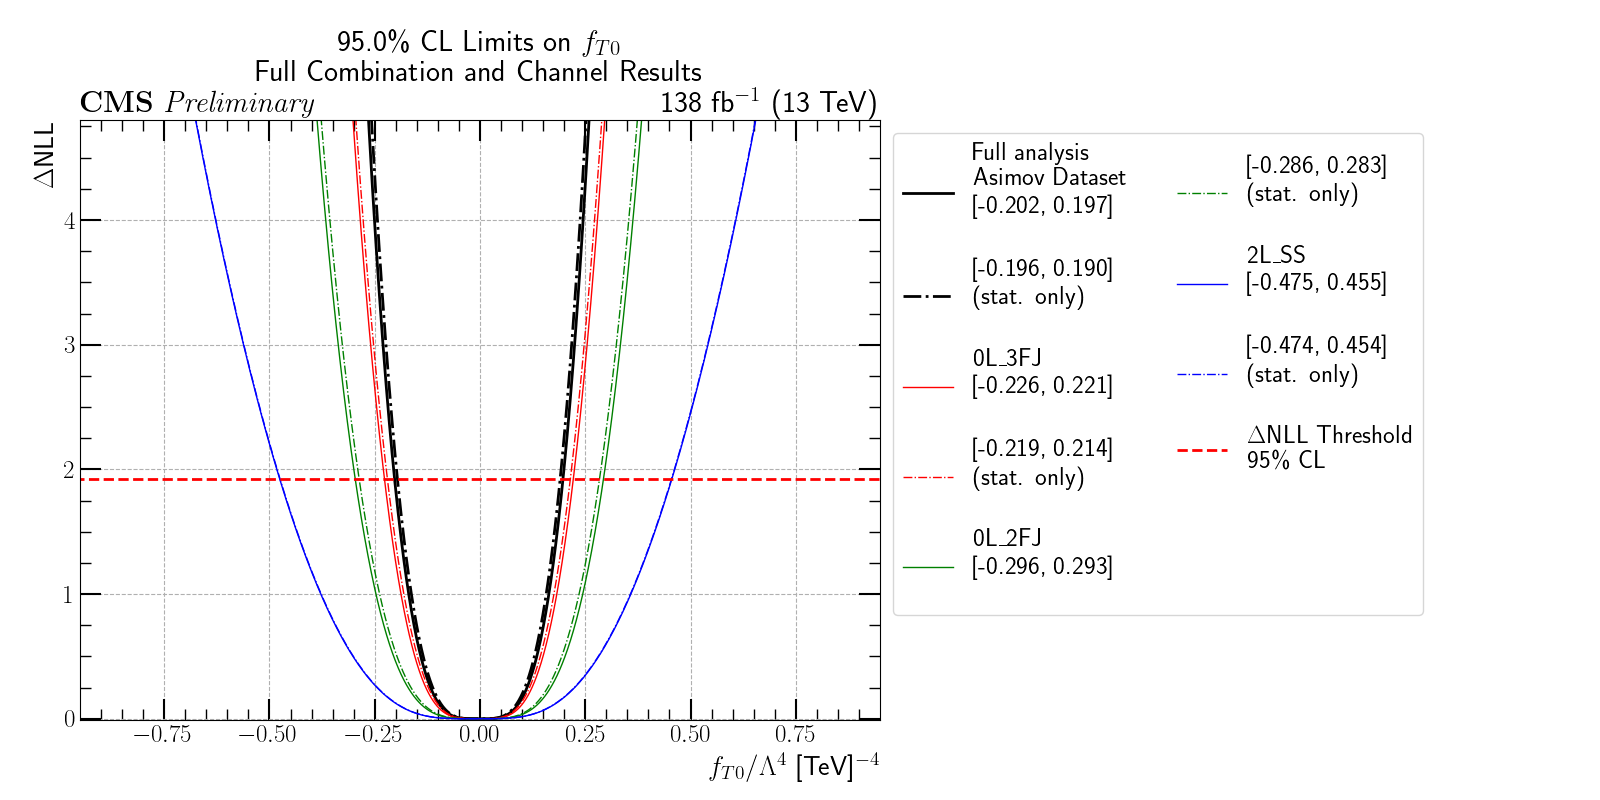 95.0% CL Limits on f_{T0}
Full Combination and Channel Results
CMS Preliminary
138 fb^{−1} (13 TeV)
ΔNLL
4
3
2
1
0
−0.75
−0.50
−0.25
0.00
0.25
0.50
0.75
f_{T0}/Λ^4 [TeV]^{−4}
Full analysis
Asimov Dataset
[-0.202, 0.197]
[-0.196, 0.190]
(stat. only)
0L_3FJ
[-0.226, 0.221]
[-0.219, 0.214]
(stat. only)
0L_2FJ
[-0.296, 0.293]
[-0.286, 0.283]
(stat. only)
2L_SS
[-0.475, 0.455]
[-0.474, 0.454]
(stat. only)
ΔNLL Threshold
95% CL